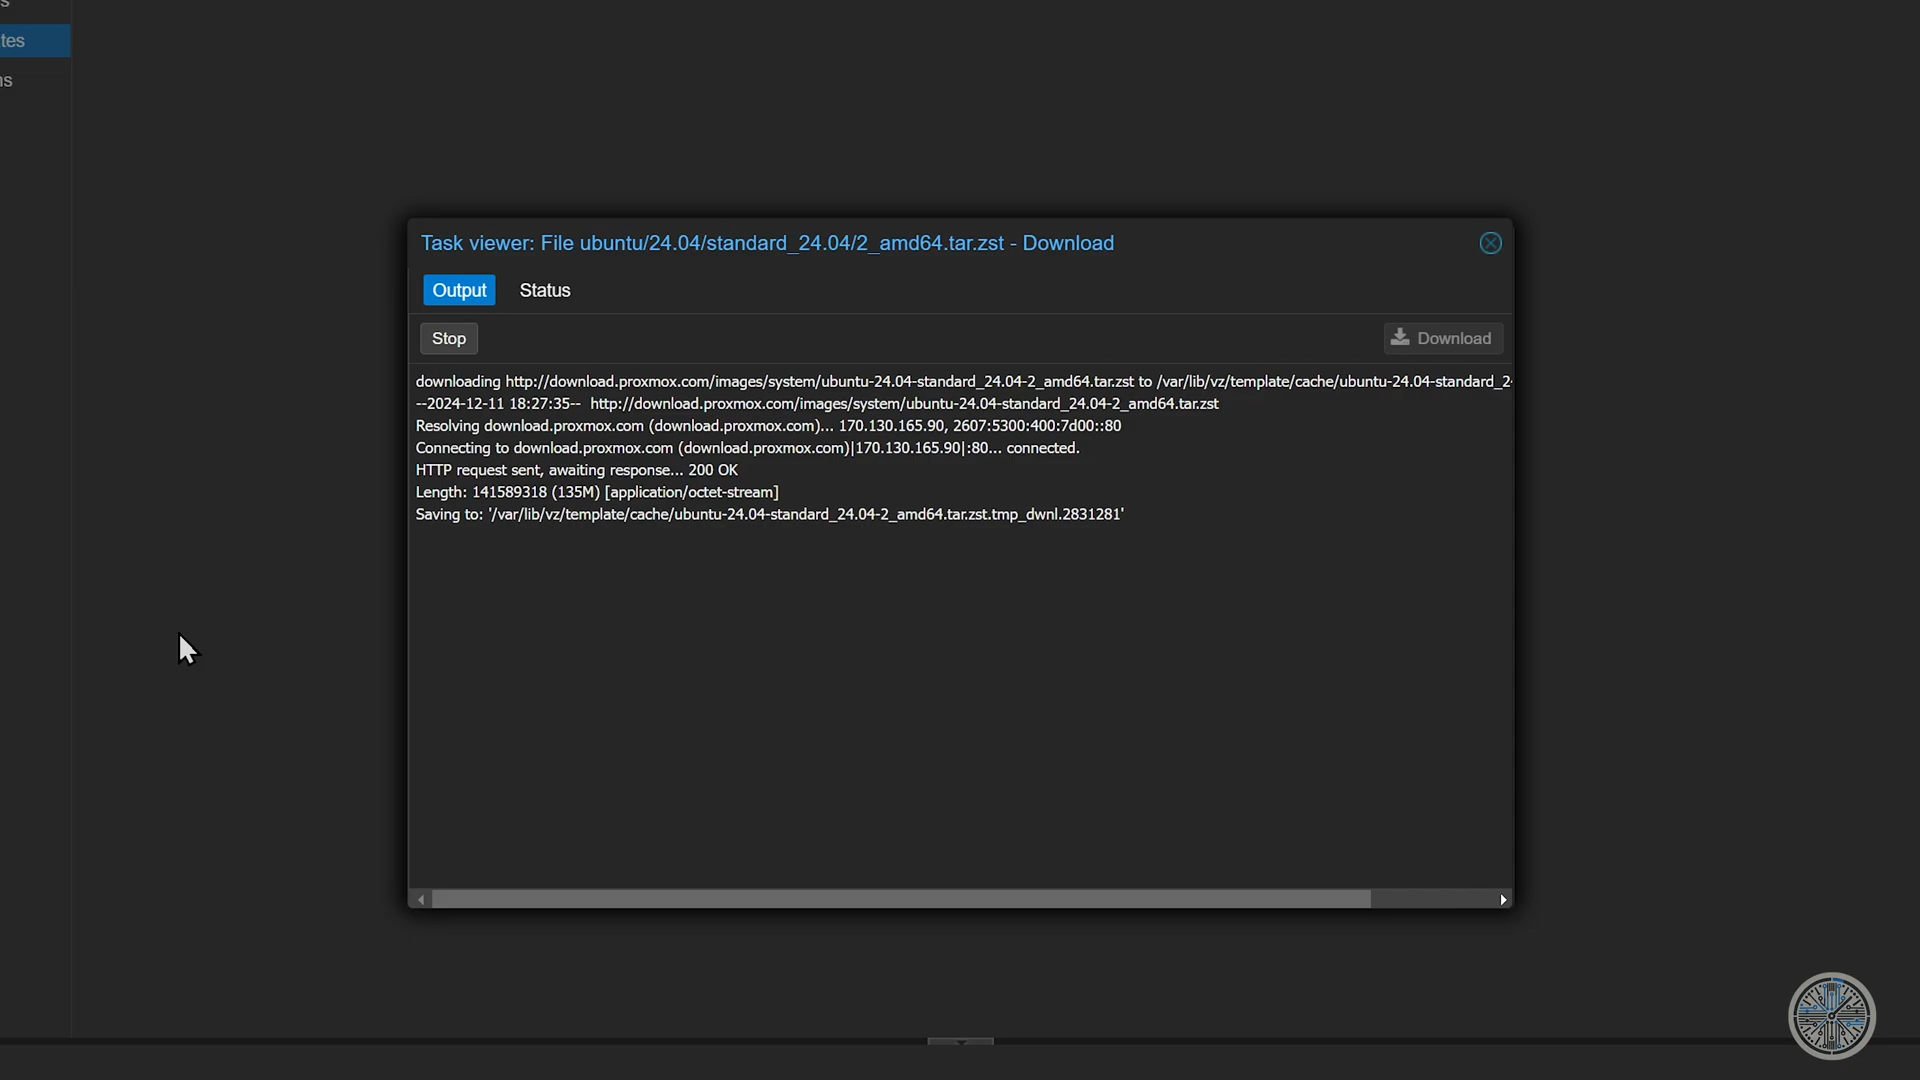 s
tes
ns
Task viewer: File ubuntu/24.04/standard_24.04/2_amd64.tar.zst - Download
Output Status
Stop Download
downloading http://download.proxmox.com/images/system/ubuntu-24.04-standard_24.04-2_amd64.tar.zst to /var/lib/vz/template/cache/ubuntu-24.04-standard_2
--2024-12-11 18:27:35-- http://download.proxmox.com/images/system/ubuntu-24.04-standard_24.04-2_amd64.tar.zst
Resolving download.proxmox.com (download.proxmox.com)... 170.130.165.90, 2607:5300:400:7d00::80
Connecting to download.proxmox.com (download.proxmox.com)|170.130.165.90|:80... connected.
HTTP request sent, awaiting response... 200 OK
Length: 141589318 (135M) [application/octet-stream]
Saving to: '/var/lib/vz/template/cache/ubuntu-24.04-standard_24.04-2_amd64.tar.zst.tmp_dwnl.2831281'